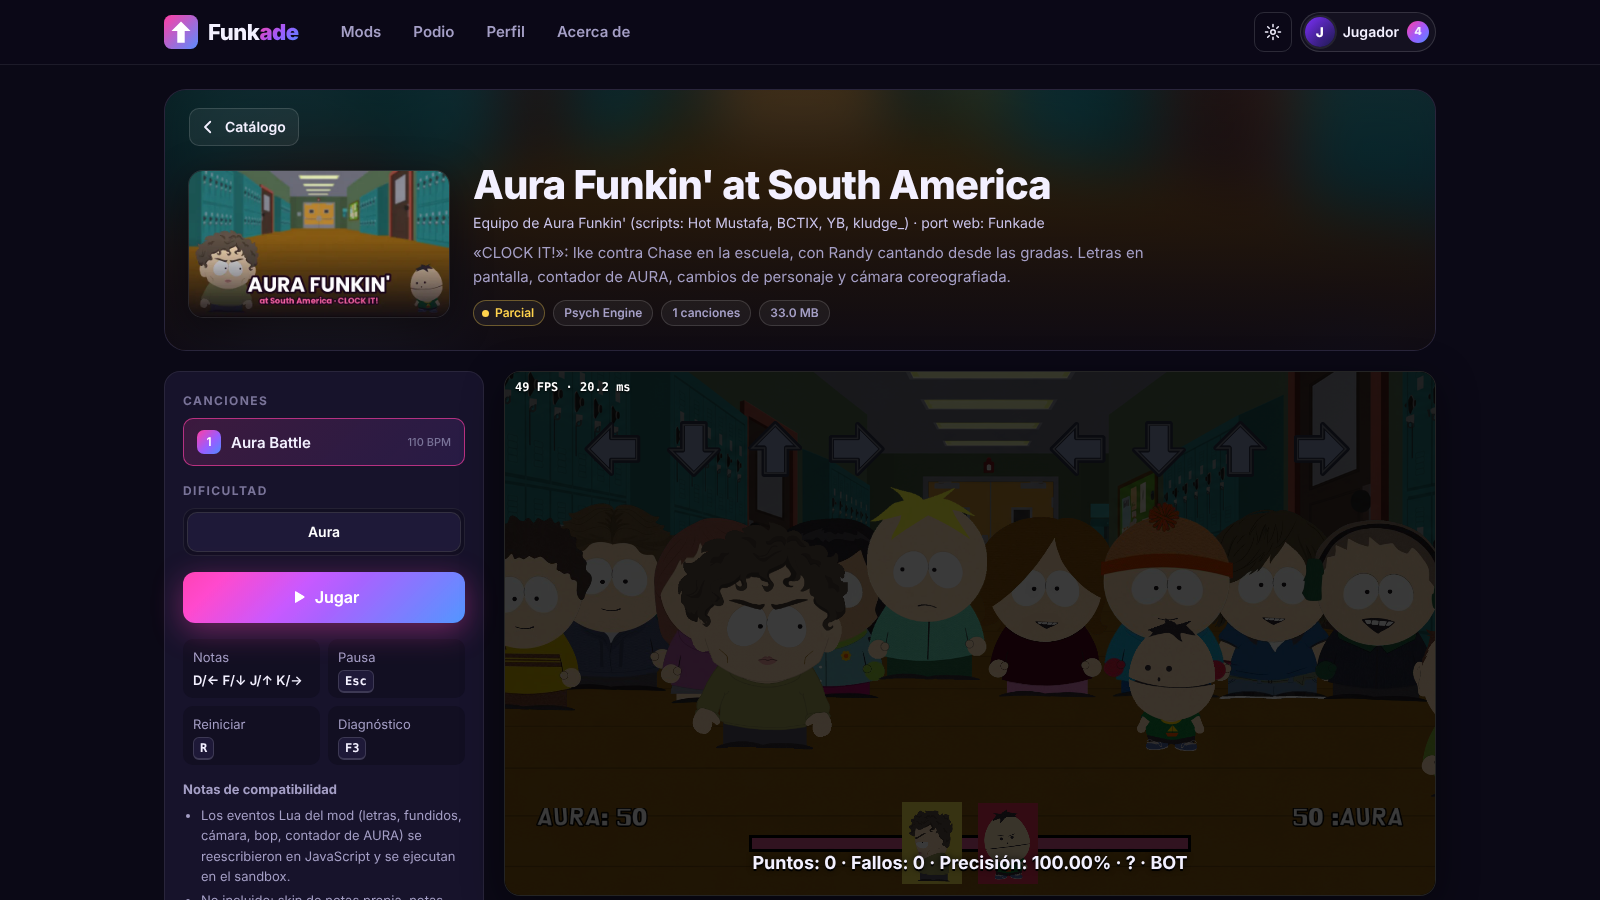 Funkade
Mods
Podio
Perfil
Acerca de
J
Jugador
4
Catálogo
AURA FUNKIN'
at South America · CLOCK IT!
Aura Funkin' at South America
Equipo de Aura Funkin' (scripts: Hot Mustafa, BCTIX, YB, kludge_) · port web: Funkade
«CLOCK IT!»: Ike contra Chase en la escuela, con Randy cantando desde las gradas. Letras en
pantalla, contador de AURA, cambios de personaje y cámara coreografiada.
Parcial
Psych Engine
1 canciones
33.0 MB
CANCIONES
1
Aura Battle
110 BPM
DIFICULTAD
Aura
Jugar
Notas
D/← F/↓ J/↑ K/→
Pausa
Esc
Reiniciar
R
Diagnóstico
F3
Notas de compatibilidad
• Los eventos Lua del mod (letras, fundidos,
cámara, bop, contador de AURA) se
reescribieron en JavaScript y se ejecutan
en el sandbox.
49 FPS · 20.2 ms
AURA: 50
50 :AURA
Puntos: 0 · Fallos: 0 · Precisión: 100.00% · ? · BOT